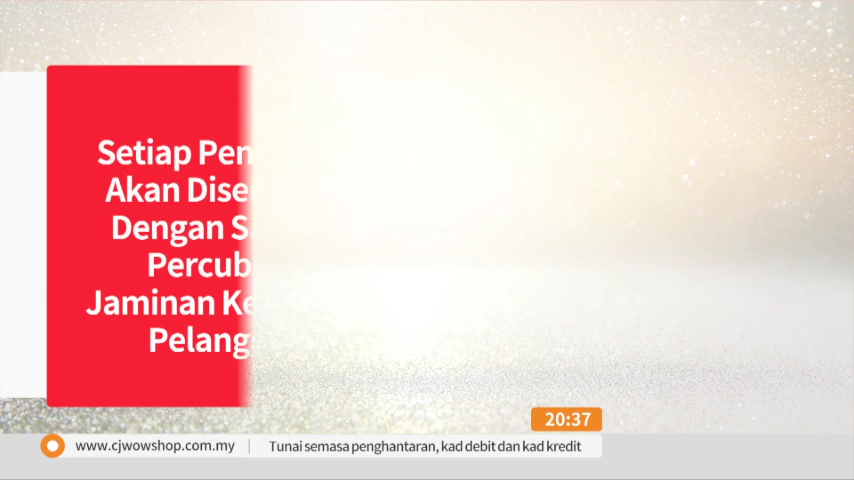 Setiap Pen
Akan Dise
Dengan S
Percub
Jaminan Ke
Pelang
20:37
www.cjwowshop.com.my | Tunai semasa penghantaran, kad debit dan kad kredit